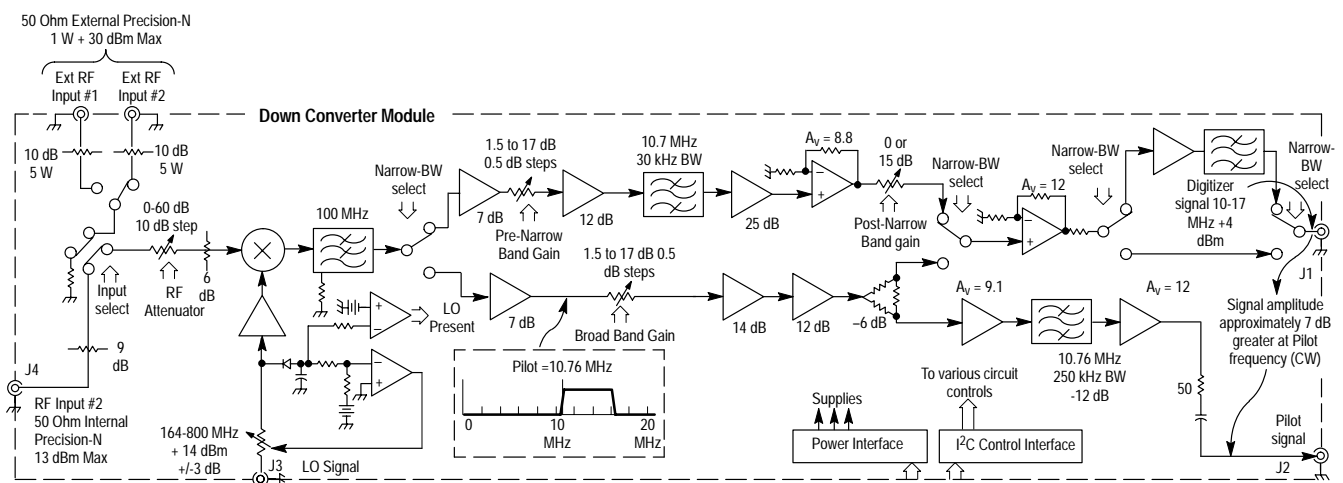 50 Ohm External Precision-N
1 W + 30 dBm Max
Ext RF
Input #1
Ext RF
Input #2
Down Converter Module
10 dB
5 W
10 dB
5 W
0-60 dB
10 dB step
Input
select
RF
Attenuator
6
dB
9
dB
J4
RF Input #2
50 Ohm Internal
Precision-N
13 dBm Max
164-800 MHz
+ 14 dBm
+/-3 dB
J3
LO Signal
100 MHz
LO
Present
Narrow-BW
select
7 dB
1.5 to 17 dB
0.5 dB steps
Pre-Narrow
Band Gain
12 dB
10.7 MHz
30 kHz BW
25 dB
Av = 8.8
0 or
15 dB
Post-Narrow
Band gain
Narrow-BW
select
Av = 12
Narrow-BW
select
Digitizer
signal 10-17
MHz +4
dBm
Narrow-
BW
select
J1
7 dB
1.5 to 17 dB 0.5
dB steps
Broad Band Gain
14 dB
12 dB
–6 dB
Av = 9.1
10.76 MHz
250 kHz BW
-12 dB
Av = 12
50
Signal amplitude
approximately 7 dB
greater at Pilot
frequency (CW)
Pilot =10.76 MHz
0
10
MHz
20
MHz
Supplies
Power Interface
To various circuit
controls
I2C Control Interface
Pilot
signal
J2